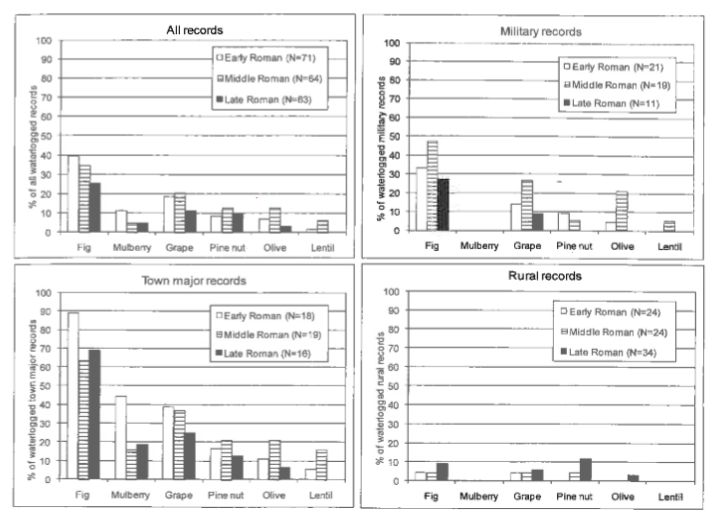 All records
% of all waterlogged records
100
90
80
70
60
50
40
30
20
10
0
Early Roman (N=71)
Middle Roman (N=64)
Late Roman (N=63)
Fig Mulberry Grape Pine nut Olive Lentil
Military records
% of waterlogged military records
100
90
80
70
60
50
40
30
20
10
0
Early Roman (N=21)
Middle Roman (N=19)
Late Roman (N=11)
Fig Mulberry Grape Pine nut Olive Lentil
Town major records
% of waterlogged town major records
100
90
80
70
60
50
40
30
20
10
0
Early Roman (N=18)
Middle Roman (N=19)
Late Roman (N=16)
Fig Mulberry Grape Pine nut Olive Lentil
Rural records
% of waterlogged rural records
100
90
80
70
60
50
40
30
20
10
0
Early Roman (N=24)
Middle Roman (N=24)
Late Roman (N=34)
Fig Mulberry Grape Pine nut Olive Lentil